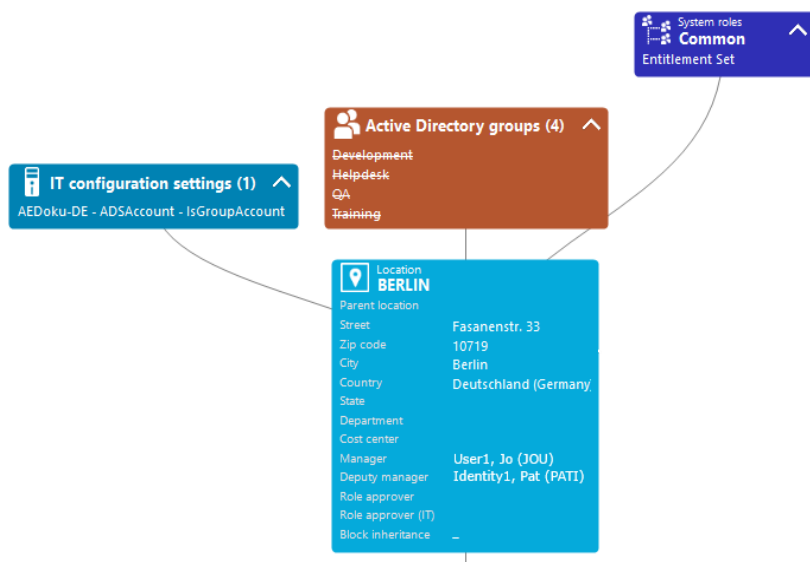 System roles
Common
Entitlement Set
Active Directory groups (4)
Development
Helpdesk
QA
Training
IT configuration settings (1)
AEDoku-DE - ADSAccount - IsGroupAccount
Location
BERLIN
Parent location
Street Fasanenstr. 33
Zip code 10719
City Berlin
Country Deutschland (Germany)
State
Department
Cost center
Manager User1, Jo (JOU)
Deputy manager Identity1, Pat (PATI)
Role approver
Role approver (IT)
Block inheritance –